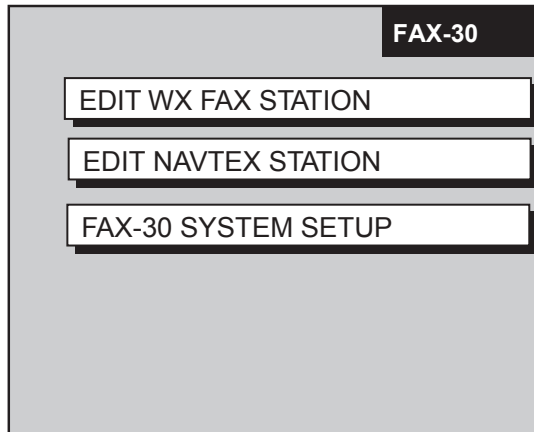 FAX-30
EDIT WX FAX STATION
EDIT NAVTEX STATION
FAX-30 SYSTEM SETUP